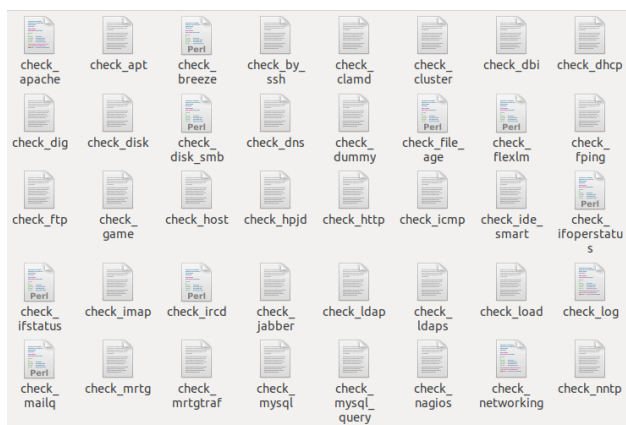 Perl
check_ check_apt check_ check_by_ check_ check_ check_dbi check_dhcp
apache breeze ssh clamd cluster
Perl Perl Perl
check_dig check_disk check_ check_dns check_ check_file_ check_ check_
disk_smb dummy age flexlm fping
Perl
check_ftp check_ check_host check_hpjd check_http check_icmp check_ide_ check_
game smart ifoperstatu
s
Perl Perl
check_ check_imap check_ircd check_ check_ldap check_ check_load check_log
ifstatus jabber ldaps
Perl
check_ check_mrtg check_ check_ check_ check_ check_ check_nntp
mailq mrtgtraf mysql mysql_ nagios networking
query